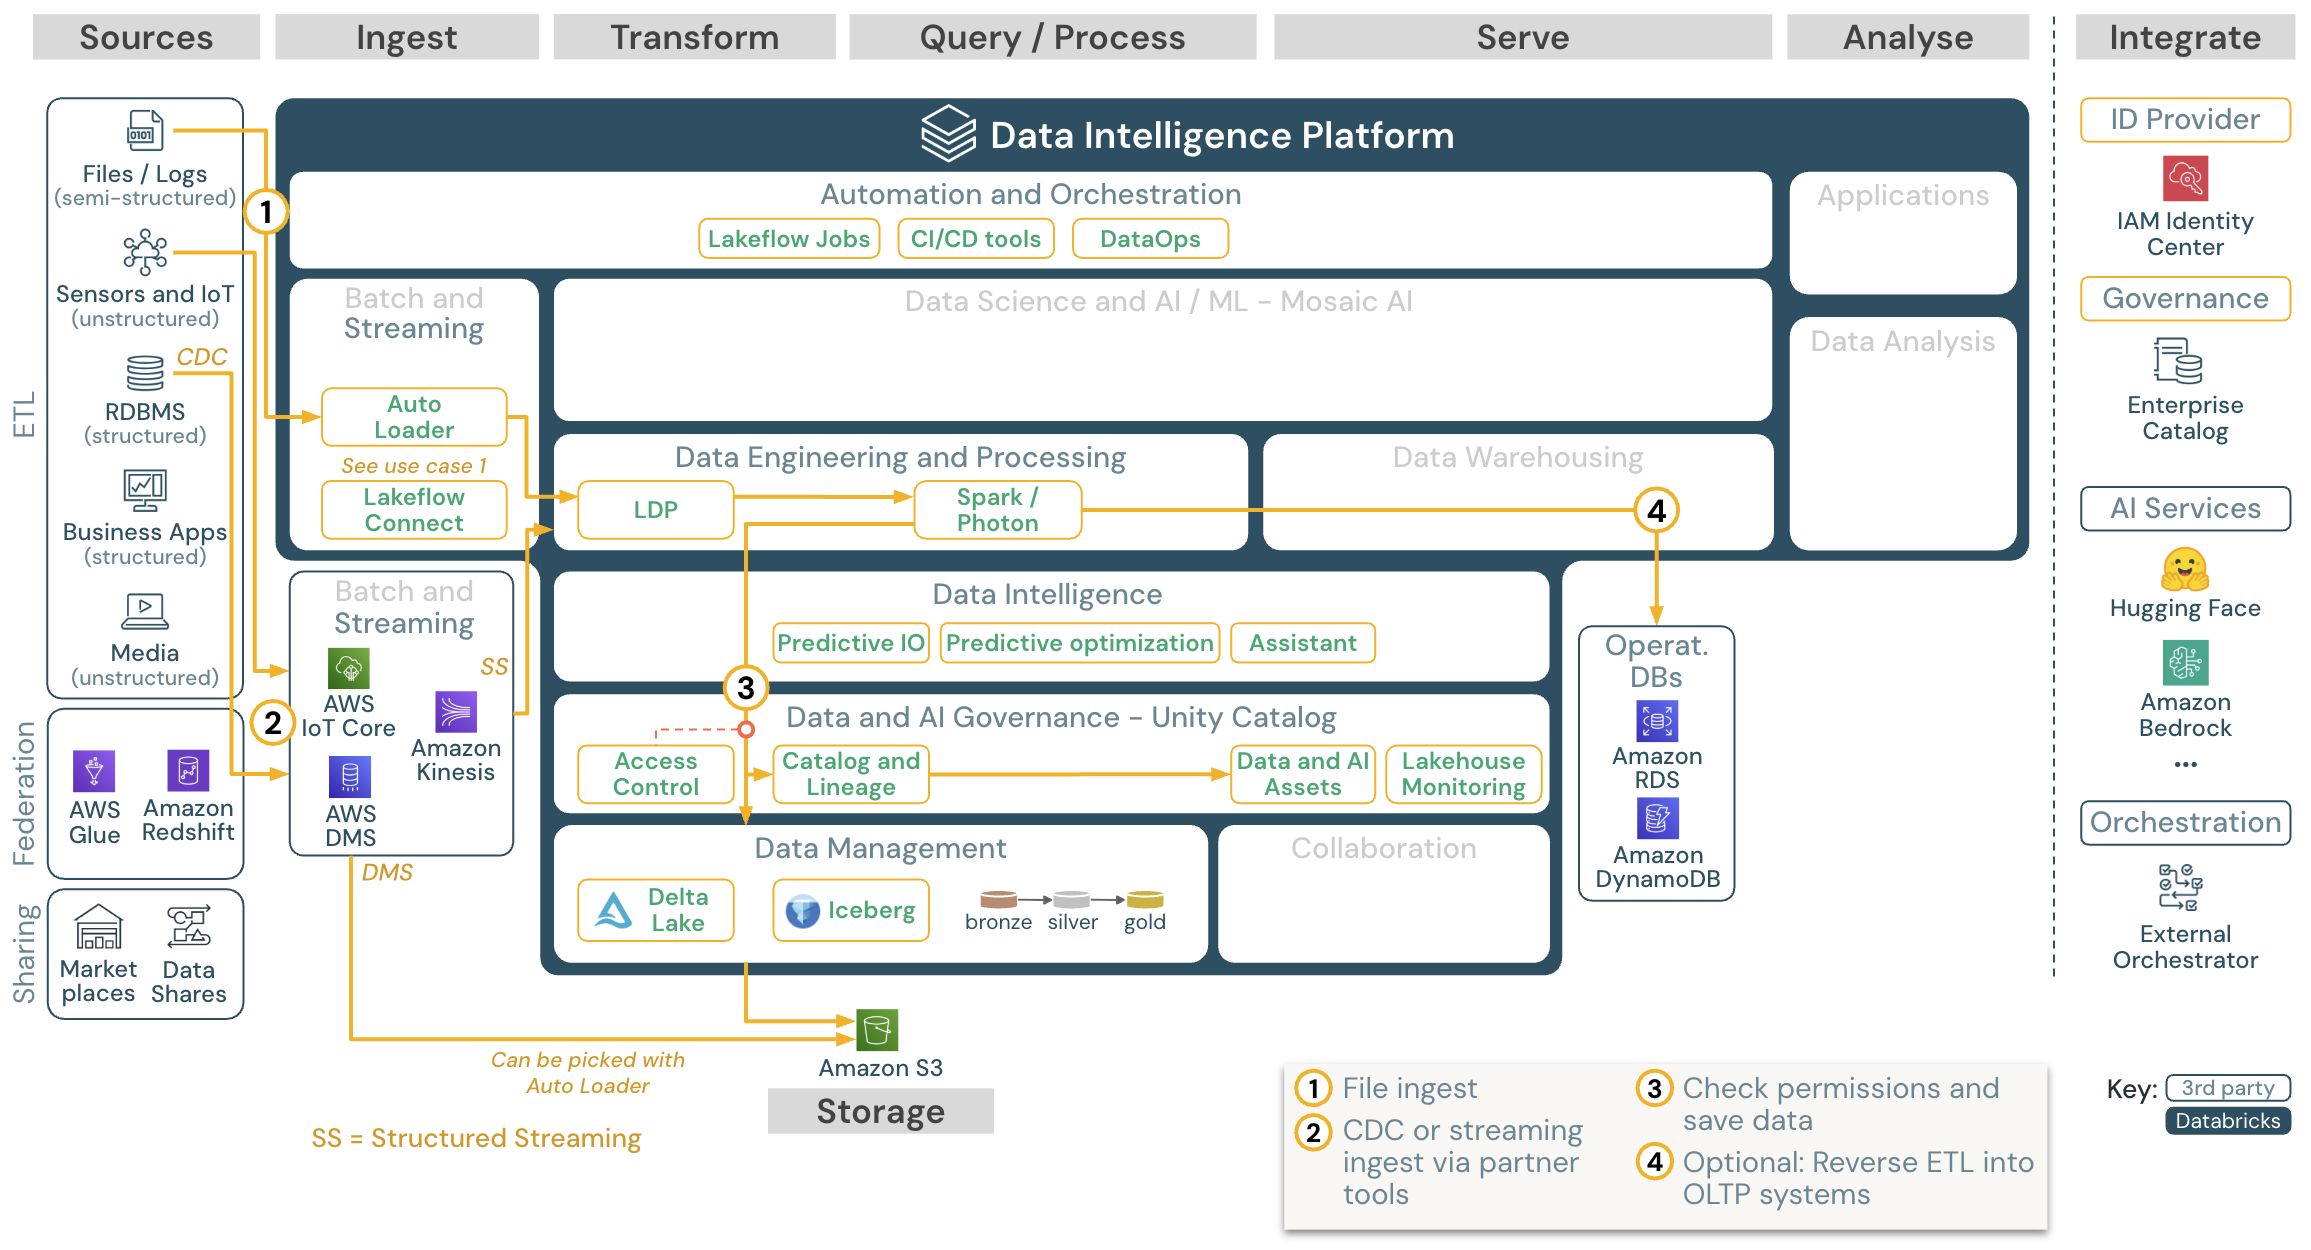 Sources
Ingest
Transform
Query / Process
Serve
Analyse
Integrate
ETL
Files / Logs
(semi-structured)
Sensors and IoT
(unstructured)
CDC
RDBMS
(structured)
Business Apps
(structured)
Media
(unstructured)
Federation
AWS
Glue
Amazon
Redshift
Sharing
Market
places
Data
Shares
1
2
Data Intelligence Platform
Automation and Orchestration
Lakeflow Jobs
CI/CD tools
DataOps
Applications
Batch and
Streaming
Auto
Loader
See use case 1
Lakeflow
Connect
Data Science and AI / ML - Mosaic AI
Data Analysis
Data Engineering and Processing
LDP
Spark /
Photon
Data Warehousing
4
Batch and
Streaming
SS
AWS
IoT Core
Amazon
Kinesis
AWS
DMS
DMS
Data Intelligence
Predictive IO
Predictive optimization
Assistant
3
Data and AI Governance - Unity Catalog
Access
Control
Catalog and
Lineage
Data and AI
Assets
Lakehouse
Monitoring
Data Management
Delta
Lake
Iceberg
bronze
silver
gold
Collaboration
Operat.
DBs
Amazon
RDS
Amazon
DynamoDB
Can be picked with
Auto Loader
SS = Structured Streaming
Amazon S3
Storage
ID Provider
IAM Identity
Center
Governance
Enterprise
Catalog
AI Services
Hugging Face
Amazon
Bedrock
...
Orchestration
External
Orchestrator
1 File ingest
2 CDC or streaming
ingest via partner
tools
3 Check permissions and
save data
4 Optional: Reverse ETL into
OLTP systems
Key: 3rd party
Databricks
0101